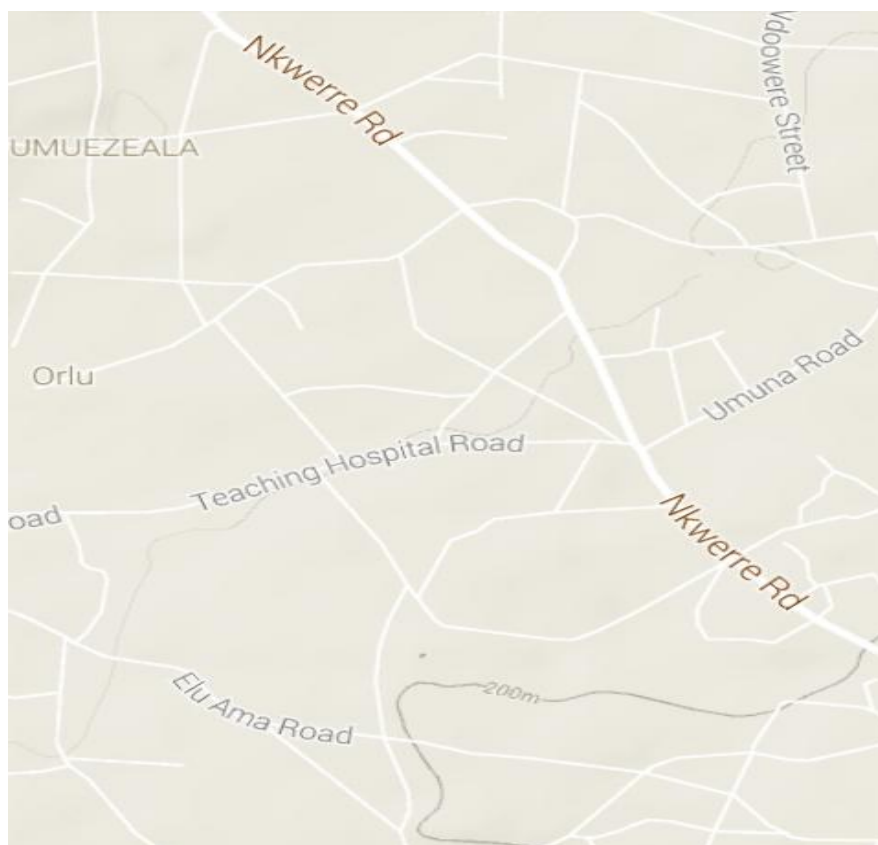 Nkwerre Rd
Vdoowere Street
UMUEZEALA
Orlu
Umuna Road
Teaching Hospital Road
oad
Nkwerre Rd
200m
Elu Ama Road